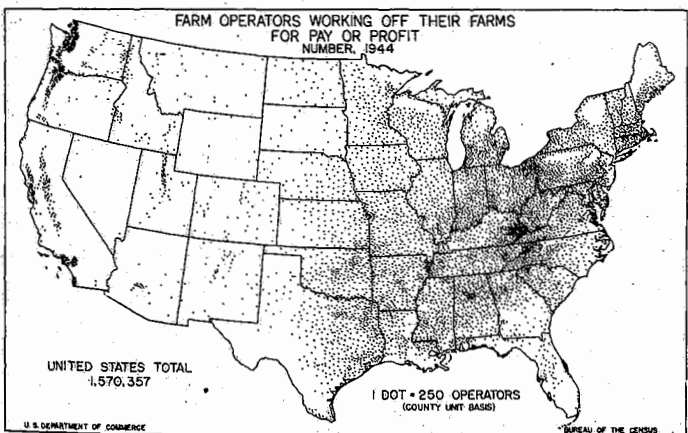 FARM OPERATORS WORKING OFF THEIR FARMS
FOR PAY OR PROFIT
NUMBER, 1944
UNITED STATES TOTAL
1,570,357
1 DOT = 250 OPERATORS
(COUNTY UNIT BASIS)
U. S. DEPARTMENT OF COMMERCE
BUREAU OF THE CENSUS